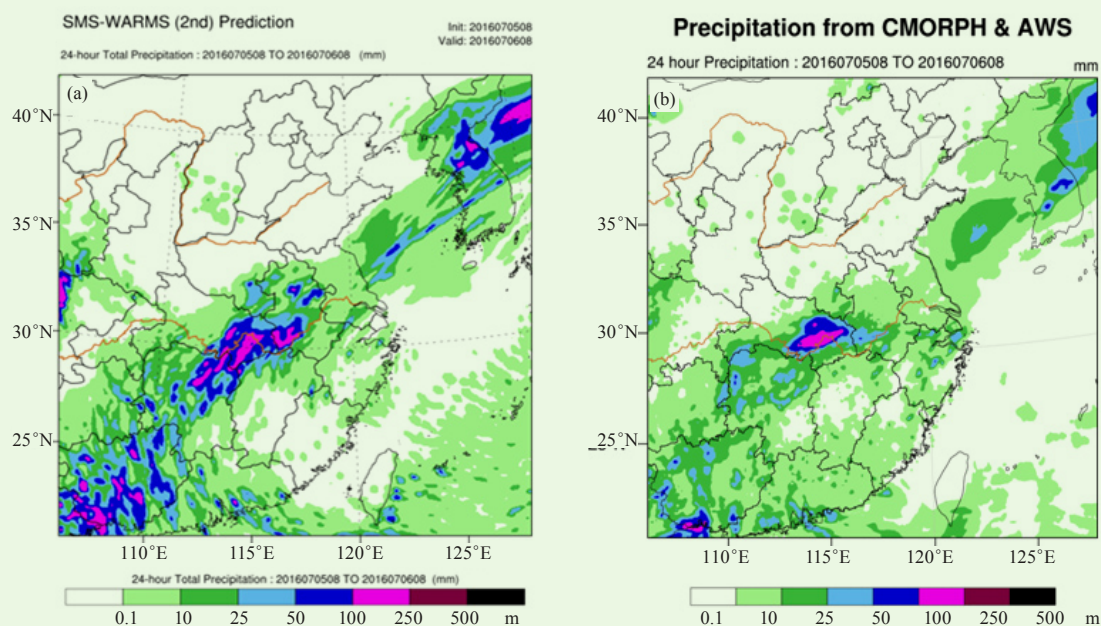 SMS-WARMS (2nd) Prediction
Init: 2016070508
Valid: 2016070608
24-hour Total Precipitation : 2016070508 TO 2016070608 (mm)
(a)
40°N
35°N
30°N
25°N
110°E 115°E 120°E 125°E
24-hour Total Precipitation : 2016070508 TO 2016070608 (mm)
0.1 10 25 50 100 250 500 m
Precipitation from CMORPH & AWS
24 hour Precipitation : 2016070508 TO 2016070608 mm
(b)
40°N
35°N
30°N
25°N
110°E 115°E 120°E 125°E
0.1 10 25 50 100 250 500 m